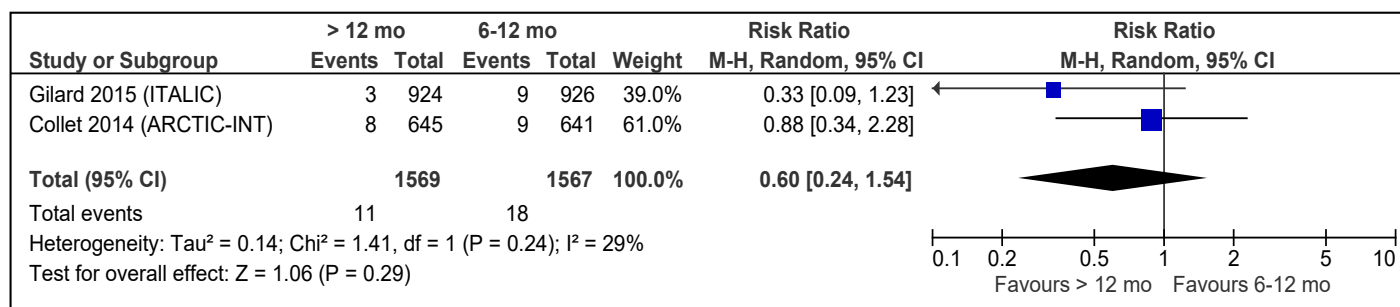 > 12 mo 6-12 mo Risk Ratio Risk Ratio
Study or Subgroup Events Total Events Total Weight M-H, Random, 95% CI M-H, Random, 95% CI
Gilard 2015 (ITALIC) 3 924 9 926 39.0% 0.33 [0.09, 1.23]
Collet 2014 (ARCTIC-INT) 8 645 9 641 61.0% 0.88 [0.34, 2.28]
Total (95% CI) 1569 1567 100.0% 0.60 [0.24, 1.54]
Total events 11 18
Heterogeneity: Tau² = 0.14; Chi² = 1.41, df = 1 (P = 0.24); I² = 29%
Test for overall effect: Z = 1.06 (P = 0.29)
0.1 0.2 0.5 1 2 5 10
Favours > 12 mo Favours 6-12 mo